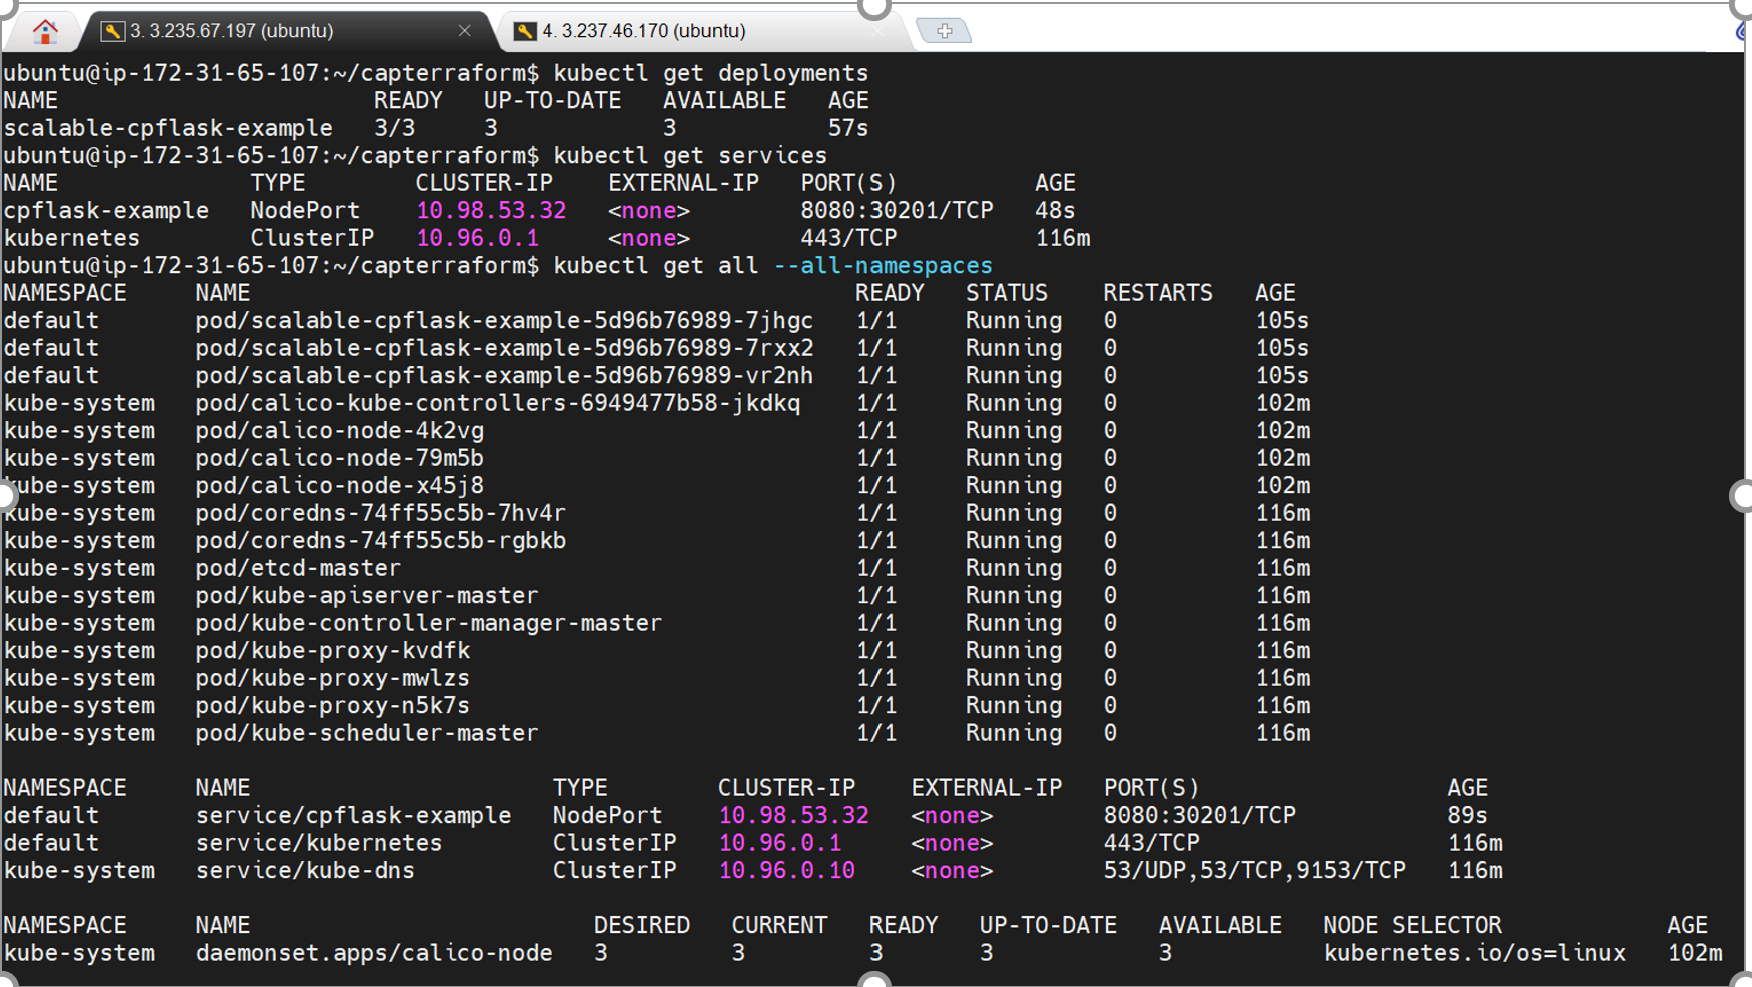 3. 3.235.67.197 (ubuntu)
4. 3.237.46.170 (ubuntu)
ubuntu@ip-172-31-65-107:~/capterraform$ kubectl get deployments
NAME READY UP-TO-DATE AVAILABLE AGE
scalable-cpflask-example 3/3 3 3 57s
ubuntu@ip-172-31-65-107:~/capterraform$ kubectl get services
NAME TYPE CLUSTER-IP EXTERNAL-IP PORT(S) AGE
cpflask-example NodePort 10.98.53.32 <none> 8080:30201/TCP 48s
kubernetes ClusterIP 10.96.0.1 <none> 443/TCP 116m
ubuntu@ip-172-31-65-107:~/capterraform$ kubectl get all --all-namespaces
NAMESPACE NAME READY STATUS RESTARTS AGE
default pod/scalable-cpflask-example-5d96b76989-7jhgc 1/1 Running 0 105s
default pod/scalable-cpflask-example-5d96b76989-7rxx2 1/1 Running 0 105s
default pod/scalable-cpflask-example-5d96b76989-vr2nh 1/1 Running 0 105s
kube-system pod/calico-kube-controllers-6949477b58-jkdkq 1/1 Running 0 102m
kube-system pod/calico-node-4k2vg 1/1 Running 0 102m
kube-system pod/calico-node-79m5b 1/1 Running 0 102m
kube-system pod/calico-node-x45j8 1/1 Running 0 102m
kube-system pod/coredns-74ff55c5b-7hv4r 1/1 Running 0 116m
kube-system pod/coredns-74ff55c5b-rgbkb 1/1 Running 0 116m
kube-system pod/etcd-master 1/1 Running 0 116m
kube-system pod/kube-apiserver-master 1/1 Running 0 116m
kube-system pod/kube-controller-manager-master 1/1 Running 0 116m
kube-system pod/kube-proxy-kvdfk 1/1 Running 0 116m
kube-system pod/kube-proxy-mwlzs 1/1 Running 0 116m
kube-system pod/kube-proxy-n5k7s 1/1 Running 0 116m
kube-system pod/kube-scheduler-master 1/1 Running 0 116m
NAMESPACE NAME TYPE CLUSTER-IP EXTERNAL-IP PORT(S) AGE
default service/cpflask-example NodePort 10.98.53.32 <none> 8080:30201/TCP 89s
default service/kubernetes ClusterIP 10.96.0.1 <none> 443/TCP 116m
kube-system service/kube-dns ClusterIP 10.96.0.10 <none> 53/UDP,53/TCP,9153/TCP 116m
NAMESPACE NAME DESIRED CURRENT READY UP-TO-DATE AVAILABLE NODE SELECTOR AGE
kube-system daemonset.apps/calico-node 3 3 3 3 3 kubernetes.io/os=linux 102m